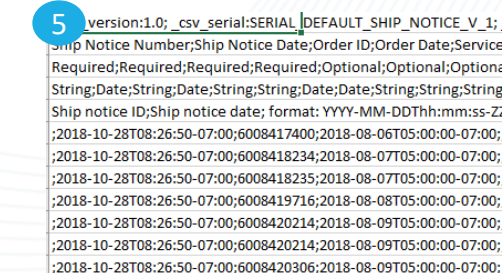 5
_version:1.0; _csv_serial:SERIAL_DEFAULT_SHIP_NOTICE_V_1;
Ship Notice Number;Ship Notice Date;Order ID;Order Date;Service
Required;Required;Required;Required;Optional;Optional;Optiona
String;Date;String;Date;String;Date;Date;String;String;String
Ship notice ID;Ship notice date; format: YYYY-MM-DDThh:mm:ss-ZZ
;2018-10-28T08:26:50-07:00;6008417400;2018-08-06T05:00:00-07:00;
;2018-10-28T08:26:50-07:00;6008418234;2018-08-07T05:00:00-07:00;
;2018-10-28T08:26:50-07:00;6008418235;2018-08-07T05:00:00-07:00;
;2018-10-28T08:26:50-07:00;6008419716;2018-08-08T05:00:00-07:00;
;2018-10-28T08:26:50-07:00;6008420214;2018-08-09T05:00:00-07:00;
;2018-10-28T08:26:50-07:00;6008420214;2018-08-09T05:00:00-07:00;
;2018-10-28T08:26:50-07:00;6008420306;2018-08-09T05:00:00-07:00;